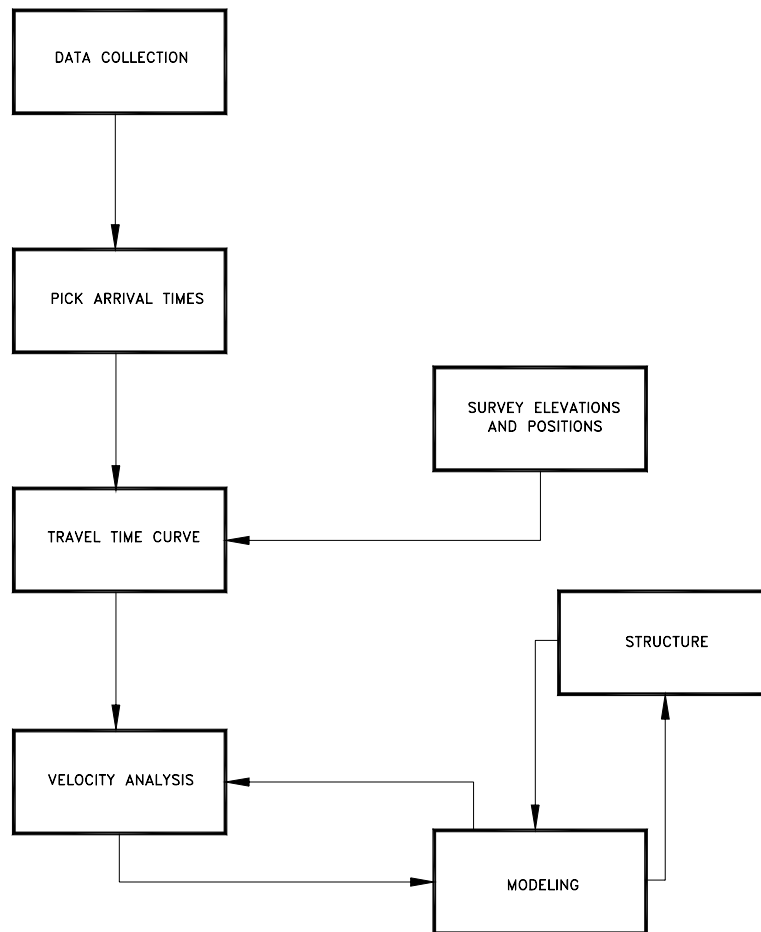 DATA COLLECTION
PICK ARRIVAL TIMES
SURVEY ELEVATIONS
AND POSITIONS
TRAVEL TIME CURVE
STRUCTURE
VELOCITY ANALYSIS
MODELING